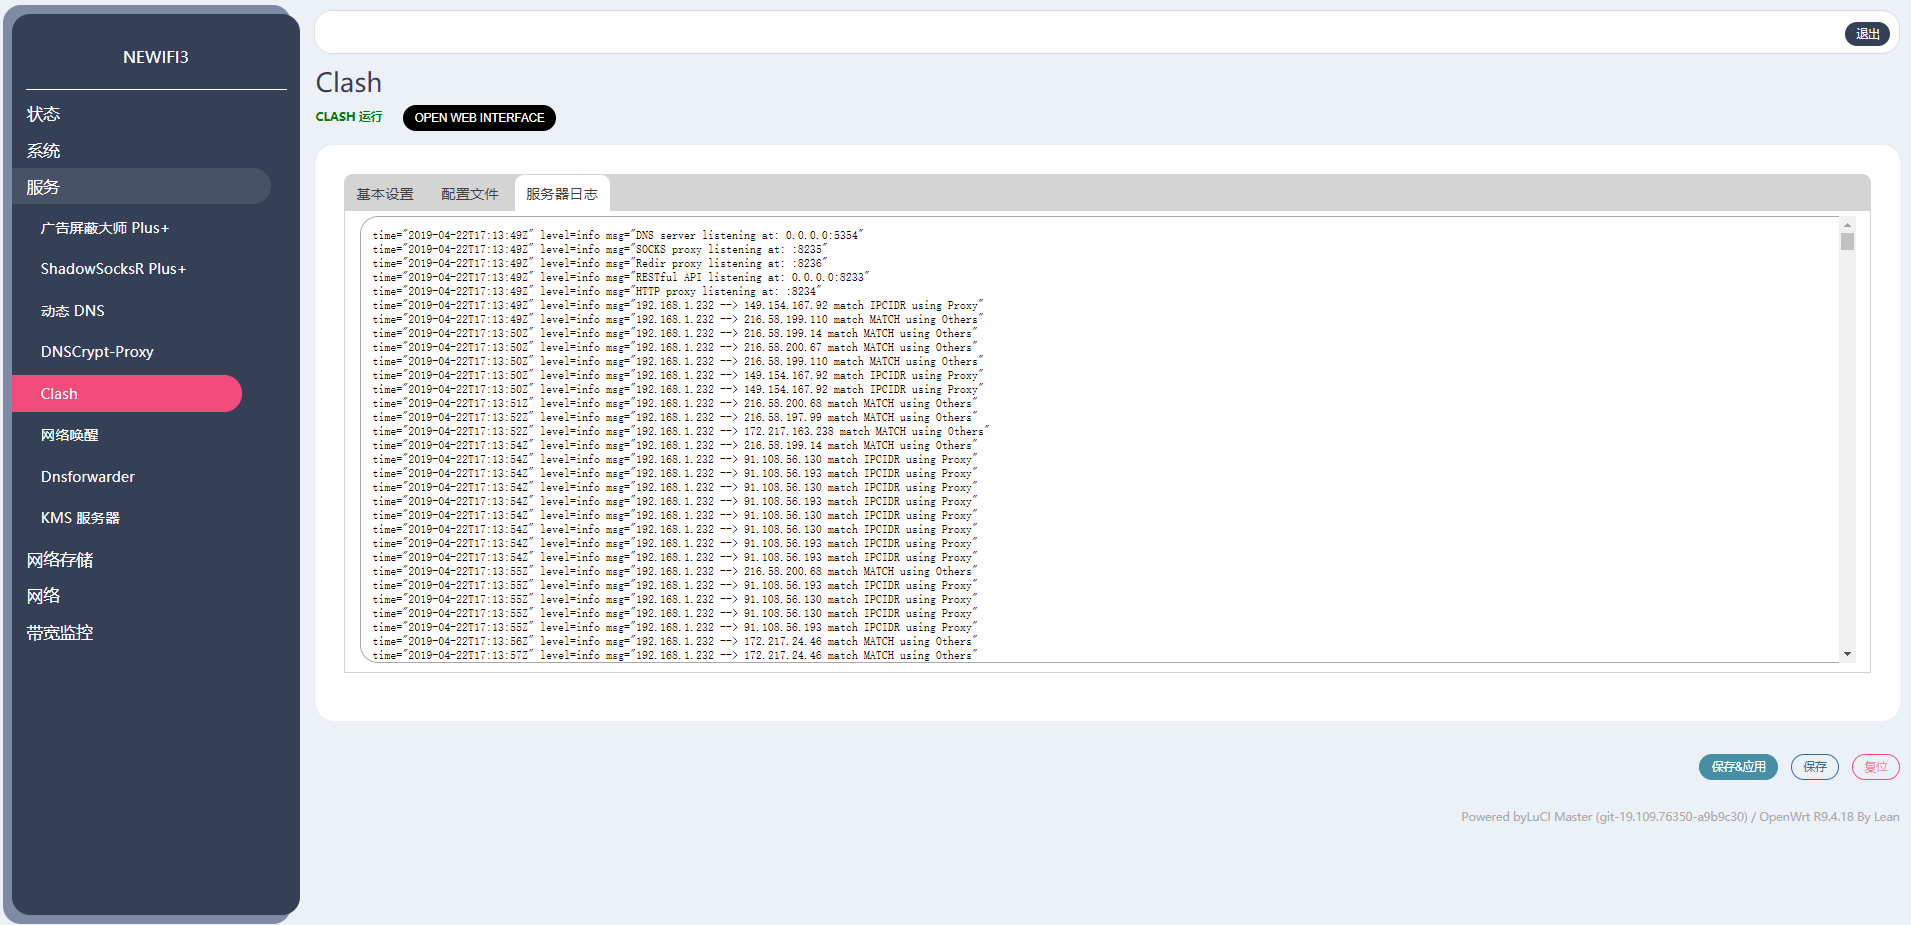 NEWIFI3
状态
系统
服务
广告屏蔽大师 Plus+
ShadowSocksR Plus+
动态 DNS
DNSCrypt-Proxy
Clash
网络唤醒
Dnsforwarder
KMS 服务器
网络存储
网络
带宽监控
退出
Clash
CLASH 运行 OPEN WEB INTERFACE
基本设置 配置文件 服务器日志
time="2019-04-22T17:13:49Z" level=info msg="DNS server listening at: 0.0.0.0:5354"
time="2019-04-22T17:13:49Z" level=info msg="SOCKS proxy listening at: :8235"
time="2019-04-22T17:13:49Z" level=info msg="Redir proxy listening at: :8236"
time="2019-04-22T17:13:49Z" level=info msg="RESTful API listening at: 0.0.0.0:8233"
time="2019-04-22T17:13:49Z" level=info msg="HTTP proxy listening at: :8234"
time="2019-04-22T17:13:49Z" level=info msg="192.168.1.232 --> 149.154.167.92 match IPCIDR using Proxy"
time="2019-04-22T17:13:49Z" level=info msg="192.168.1.232 --> 216.58.199.110 match MATCH using Others"
time="2019-04-22T17:13:50Z" level=info msg="192.168.1.232 --> 216.58.199.14 match MATCH using Others"
time="2019-04-22T17:13:50Z" level=info msg="192.168.1.232 --> 216.58.200.67 match MATCH using Others"
time="2019-04-22T17:13:50Z" level=info msg="192.168.1.232 --> 216.58.199.110 match MATCH using Others"
time="2019-04-22T17:13:50Z" level=info msg="192.168.1.232 --> 149.154.167.92 match IPCIDR using Proxy"
time="2019-04-22T17:13:50Z" level=info msg="192.168.1.232 --> 149.154.167.92 match IPCIDR using Proxy"
time="2019-04-22T17:13:51Z" level=info msg="192.168.1.232 --> 216.58.200.68 match MATCH using Others"
time="2019-04-22T17:13:52Z" level=info msg="192.168.1.232 --> 216.58.197.99 match MATCH using Others"
time="2019-04-22T17:13:52Z" level=info msg="192.168.1.232 --> 172.217.163.238 match MATCH using Others"
time="2019-04-22T17:13:54Z" level=info msg="192.168.1.232 --> 216.58.199.14 match MATCH using Others"
time="2019-04-22T17:13:54Z" level=info msg="192.168.1.232 --> 91.108.56.130 match IPCIDR using Proxy"
time="2019-04-22T17:13:54Z" level=info msg="192.168.1.232 --> 91.108.56.193 match IPCIDR using Proxy"
time="2019-04-22T17:13:54Z" level=info msg="192.168.1.232 --> 91.108.56.130 match IPCIDR using Proxy"
time="2019-04-22T17:13:54Z" level=info msg="192.168.1.232 --> 91.108.56.193 match IPCIDR using Proxy"
time="2019-04-22T17:13:54Z" level=info msg="192.168.1.232 --> 91.108.56.130 match IPCIDR using Proxy"
time="2019-04-22T17:13:54Z" level=info msg="192.168.1.232 --> 91.108.56.130 match IPCIDR using Proxy"
time="2019-04-22T17:13:54Z" level=info msg="192.168.1.232 --> 91.108.56.193 match IPCIDR using Proxy"
time="2019-04-22T17:13:54Z" level=info msg="192.168.1.232 --> 91.108.56.193 match IPCIDR using Proxy"
time="2019-04-22T17:13:55Z" level=info msg="192.168.1.232 --> 216.58.200.68 match MATCH using Others"
time="2019-04-22T17:13:55Z" level=info msg="192.168.1.232 --> 91.108.56.193 match IPCIDR using Proxy"
time="2019-04-22T17:13:55Z" level=info msg="192.168.1.232 --> 91.108.56.130 match IPCIDR using Proxy"
time="2019-04-22T17:13:55Z" level=info msg="192.168.1.232 --> 91.108.56.130 match IPCIDR using Proxy"
time="2019-04-22T17:13:55Z" level=info msg="192.168.1.232 --> 91.108.56.193 match IPCIDR using Proxy"
time="2019-04-22T17:13:56Z" level=info msg="192.168.1.232 --> 172.217.24.46 match MATCH using Others"
time="2019-04-22T17:13:57Z" level=info msg="192.168.1.232 --> 172.217.24.46 match MATCH using Others"
保存&应用 保存 复位
Powered byLuCI Master (git-19.109.76350-a9b9c30) / OpenWrt R9.4.18 By Lean